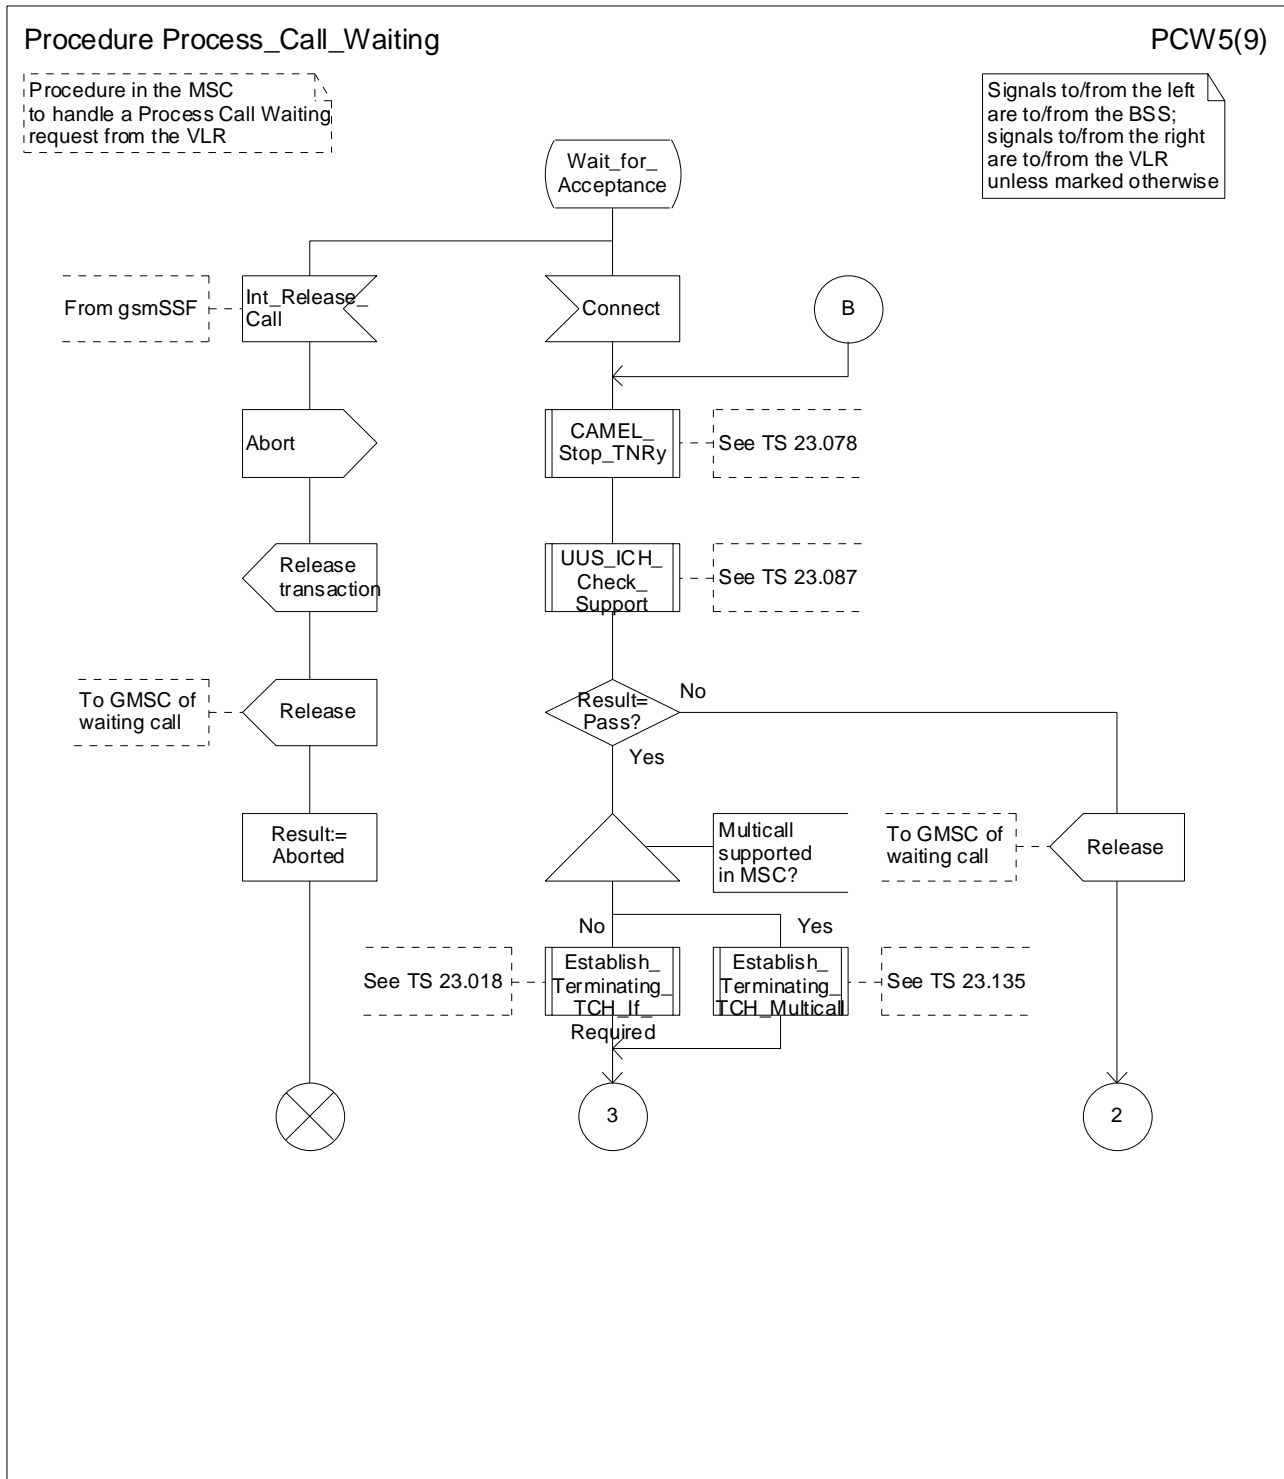 Procedure Process_Call_Waiting
PCW5(9)
Procedure in the MSC
to handle a Process Call Waiting
request from the VLR
Signals to/from the left
are to/from the BSS;
signals to/from the right
are to/from the VLR
unless marked otherwise
Wait_for_
Acceptance
From gsmSSF
Int_Release_
Call
Connect
B
Abort
CAMEL_
Stop_TNRy
See TS 23.078
Release
transaction
UUS_ICH_
Check_
Support
See TS 23.087
To GMSC of
waiting call
Release
Result=
Pass?
No
Yes
Result:=
Aborted
Multicall
supported
in MSC?
To GMSC of
waiting call
Release
No
Yes
See TS 23.018
Establish_
Terminating_
TCH_If_
Required
Establish_
Terminating_
TCH_Multicall
See TS 23.135
3
2